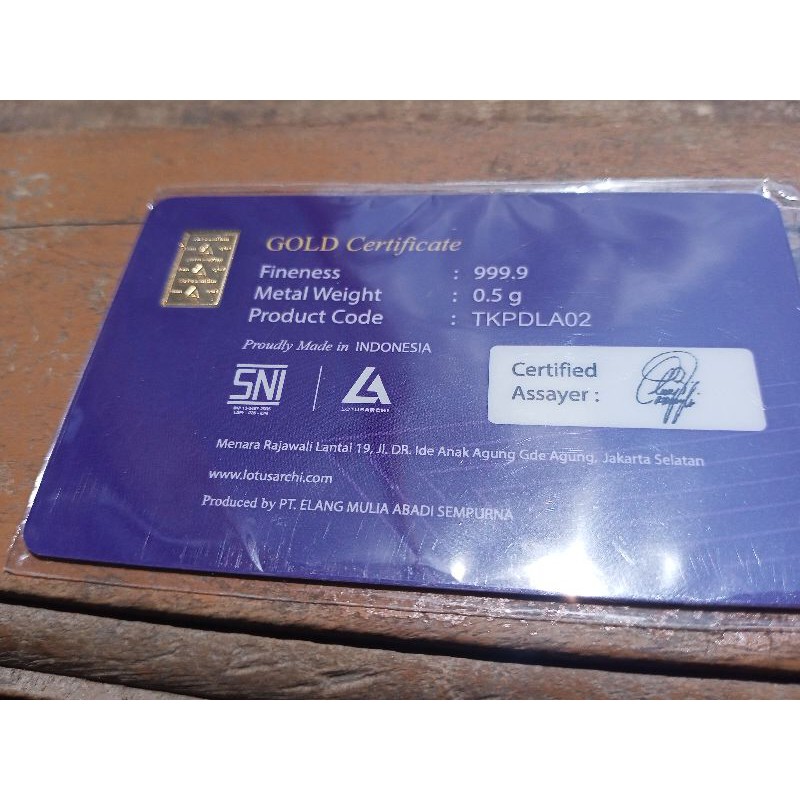 GOLD Certificate
Fineness : 999.9
Metal Weight : 0.5 g
Product Code : TKPDLA02
Proudly Made in INDONESIA
SNI
LOTUSARCHI
Certified
Assayer :
Menara Rajawali Lantai 19, Jl. DR. Ide Anak Agung Gde Agung, Jakarta Selatan
www.lotusarchi.com
Produced by PT. ELANG MULIA ABADI SEMPURNA